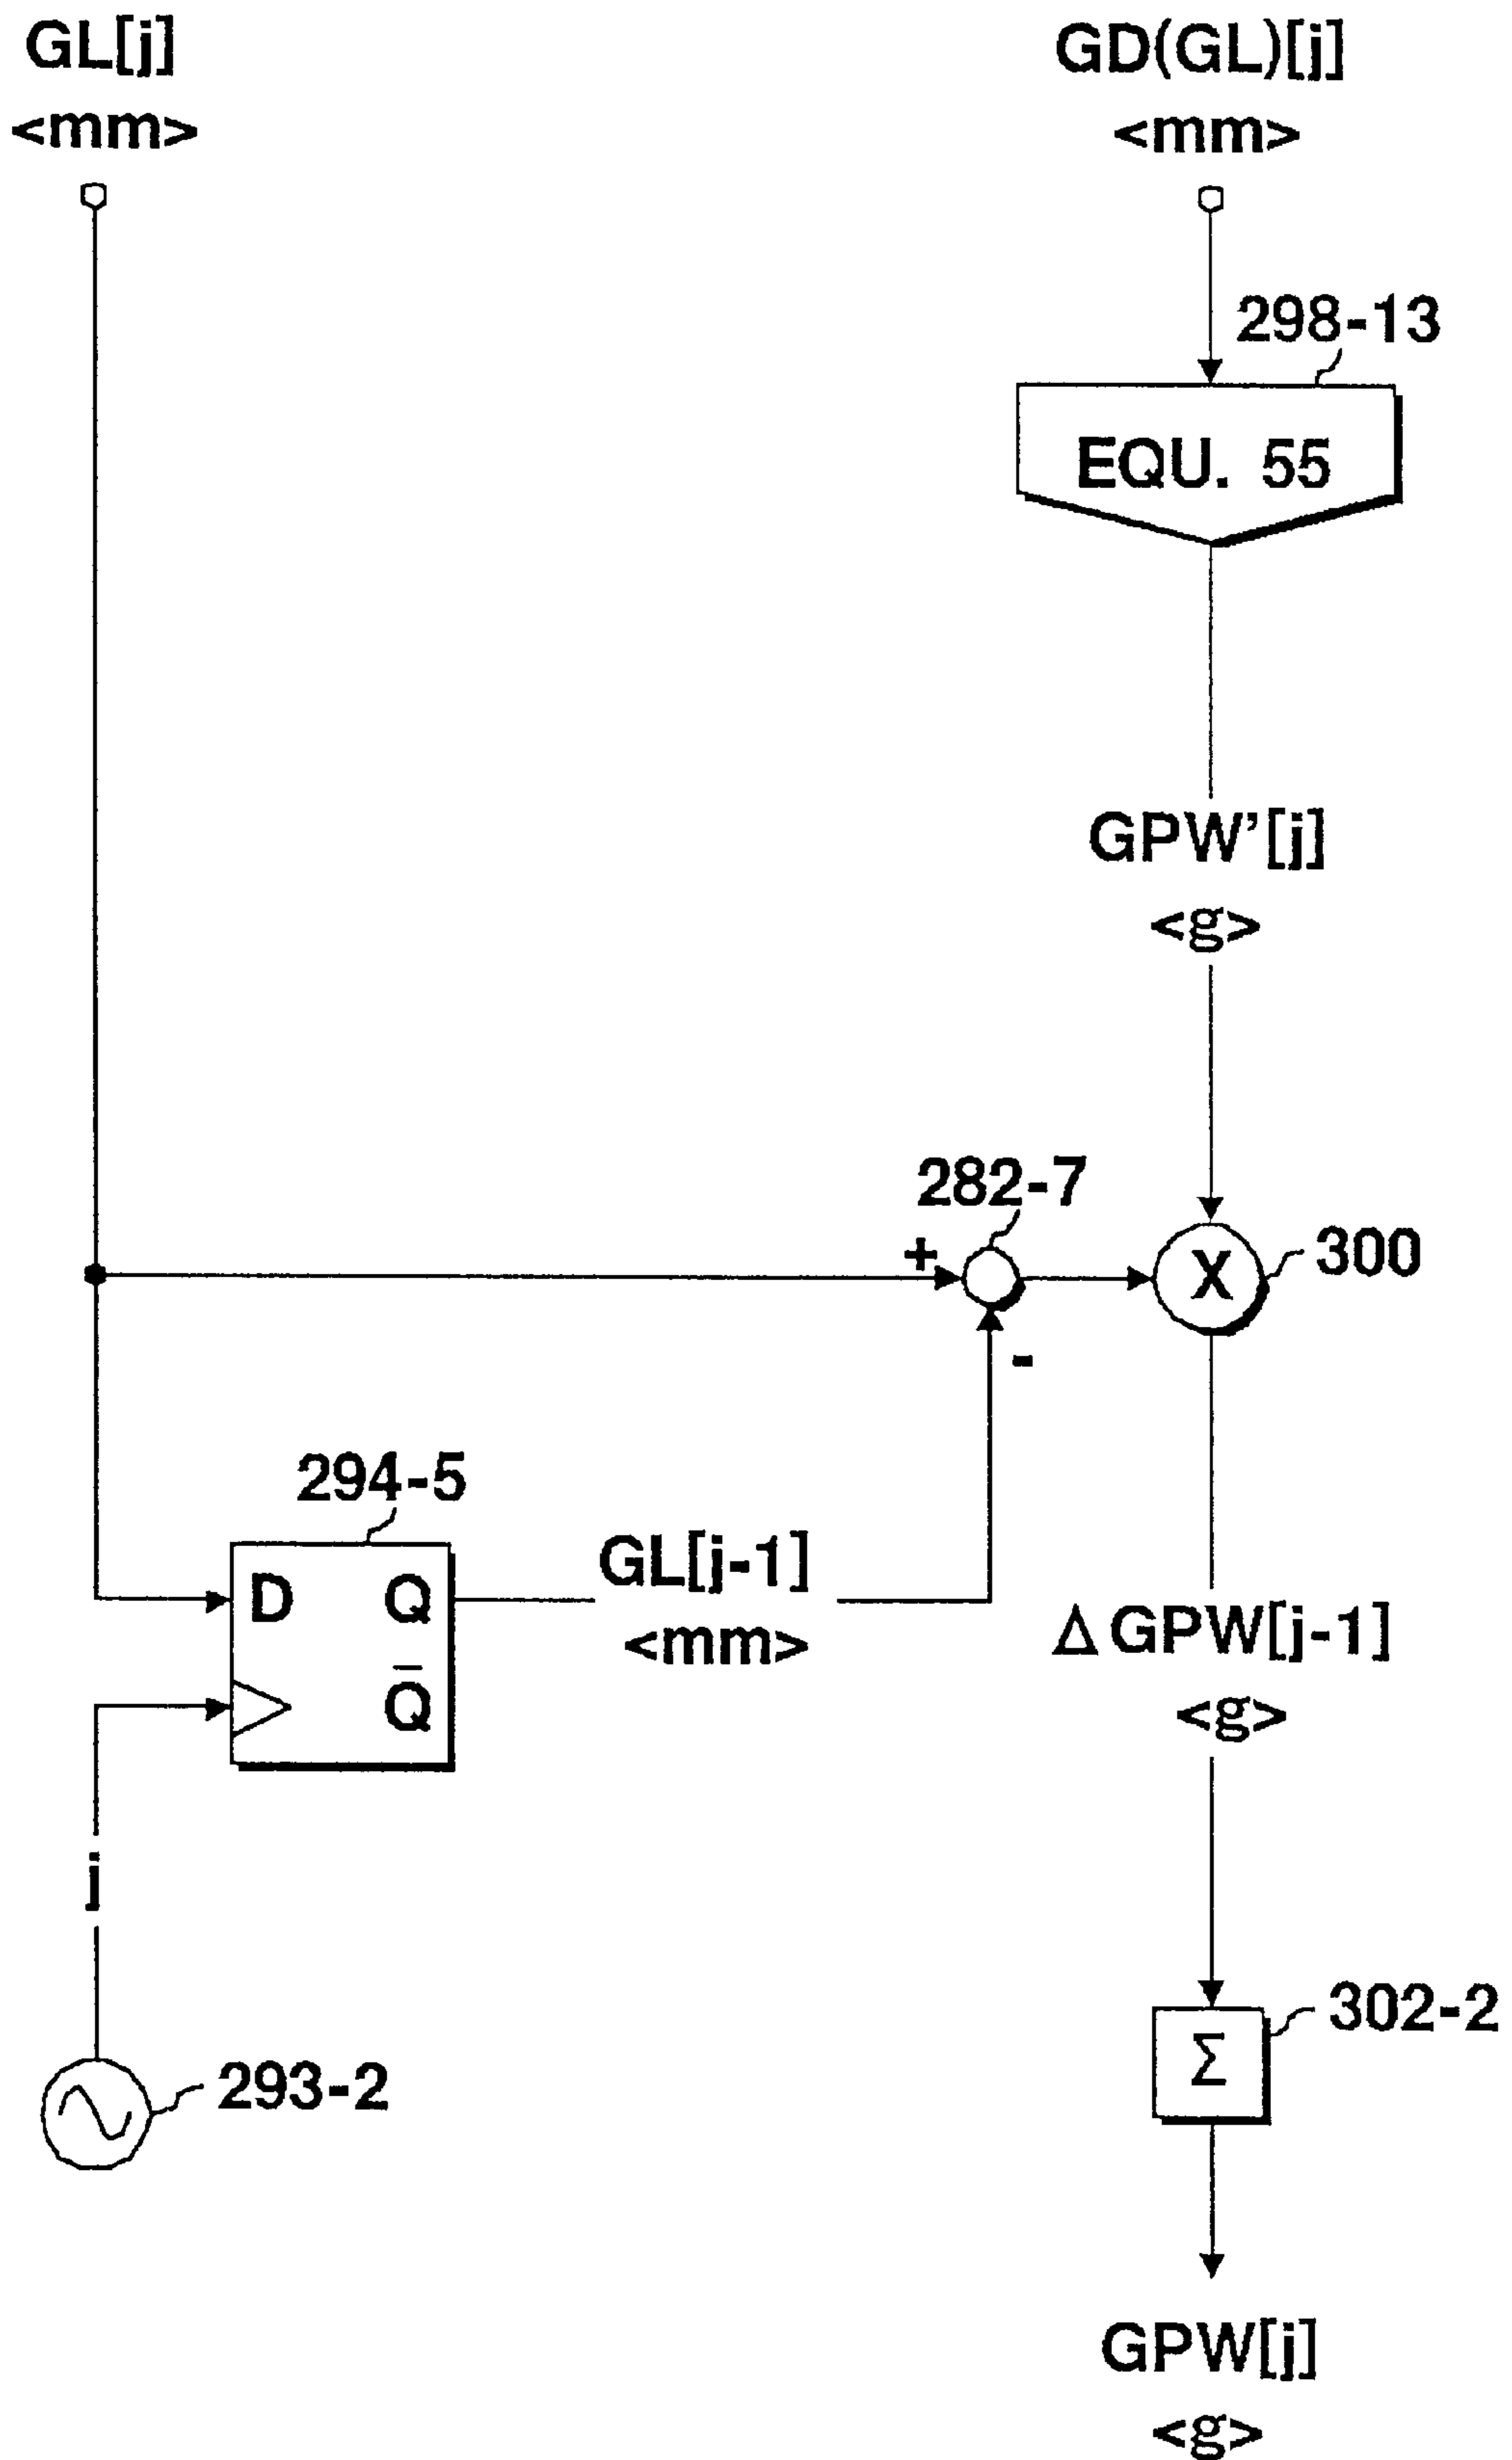 GL[j]
<mm>
GD(GL)[j]
<mm>
298-13
EQU. 55
GPW’[j]
<g>
282-7
+
-
X
300
294-5
D Q
Q̅
GL[j-1]
<mm>
ΔGPW[j-1]
<g>
j
293-2
302-2
Σ
GPW[j]
<g>